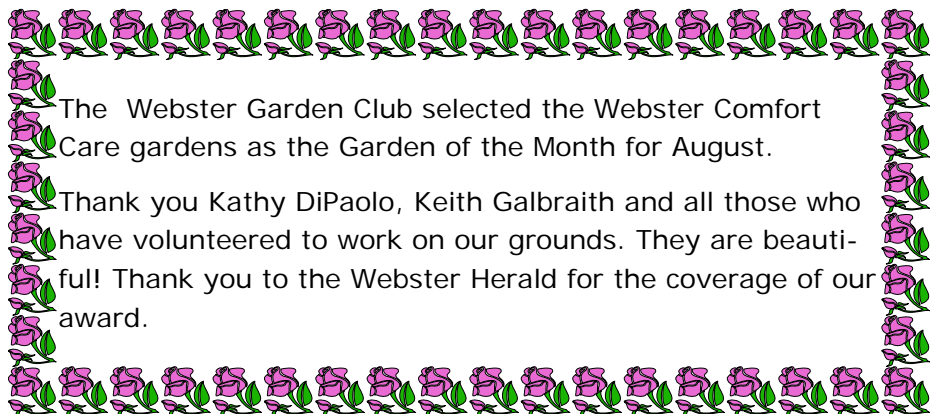 The  Webster Garden Club selected the Webster Comfort
Care gardens as the Garden of the Month for August.
Thank you Kathy DiPaolo, Keith Galbraith and all those who
have volunteered to work on our grounds. They are beauti-
ful! Thank you to the Webster Herald for the coverage of our
award.